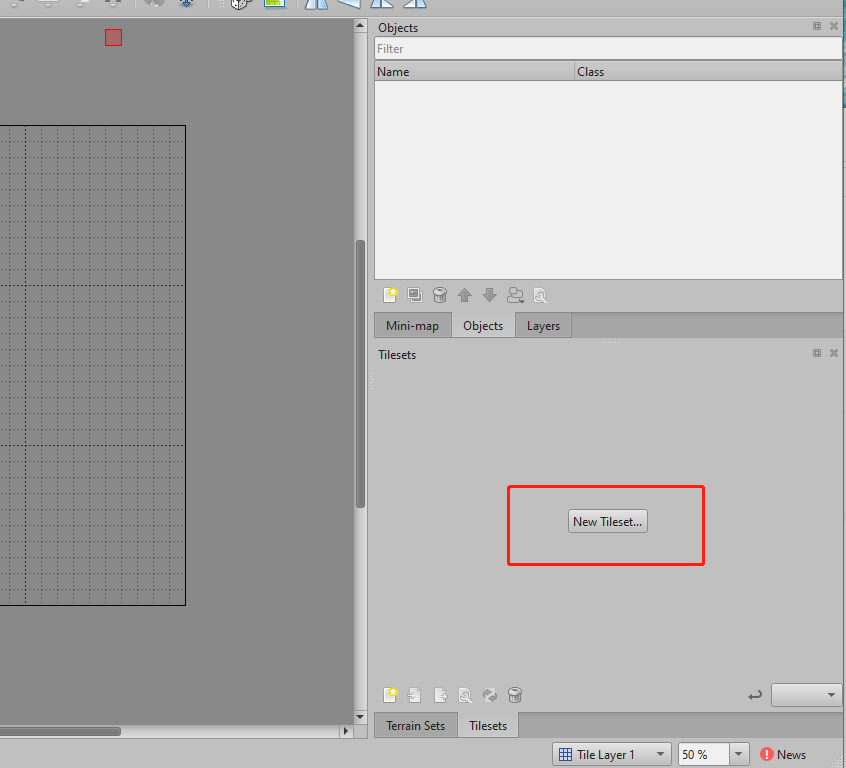 Objects
Filter
Name Class
Mini-map Objects Layers
Tilesets
New Tileset...
Terrain Sets Tilesets
Tile Layer 1 50 % News